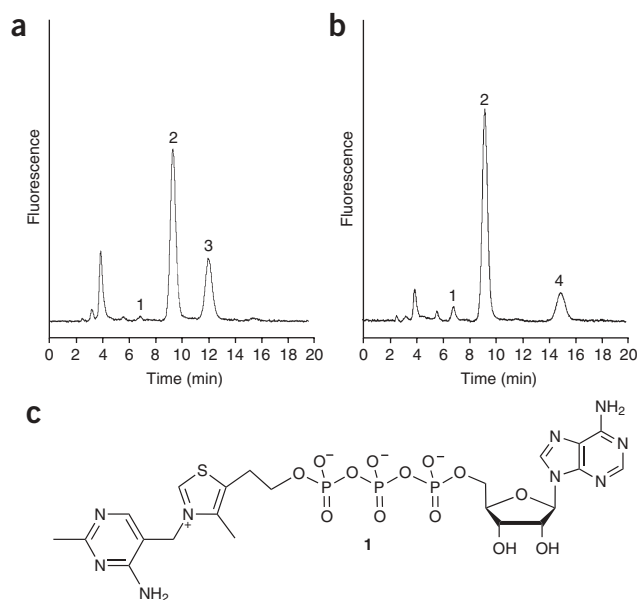 a
Fluorescence
1
2
3
0 2 4 6 8 10 12 14 16 18 20
Time (min)
b
Fluorescence
1
2
4
0 2 4 6 8 10 12 14 16 18 20
Time (min)
c
NH₂
N
N
N
N
O⁻ O⁻ O⁻
S
O P O P O P O
O O O
O
N⁺
N
N
NH₂
OH OH
1